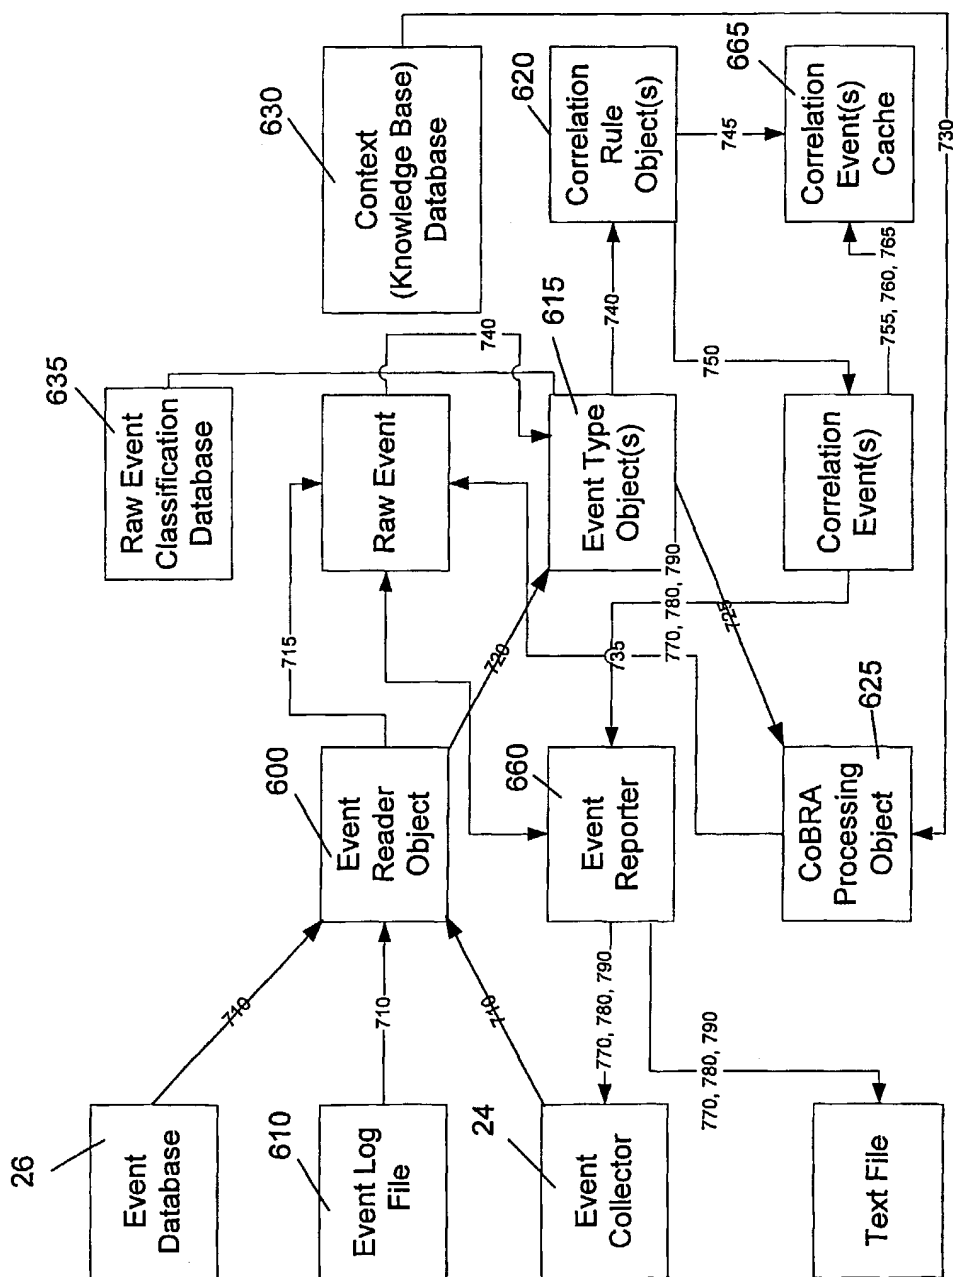 26
Event
Database
610
Event Log
File
24
Event
Collector
Text File
710
710
710
770, 780, 790
770, 780, 790
600
Event
Reader
Object
660
Event
Reporter
625
CoBRA
Processing
Object
715
720
735
770, 780, 790
725
635
Raw Event
Classification
Database
Raw Event
615
Event Type
Object(s)
Correlation
Event(s)
740
740
750
755, 760, 765
630
Context
(Knowledge Base)
Database
620
Correlation
Rule
Object(s)
745
665
Correlation
Event(s)
Cache
730